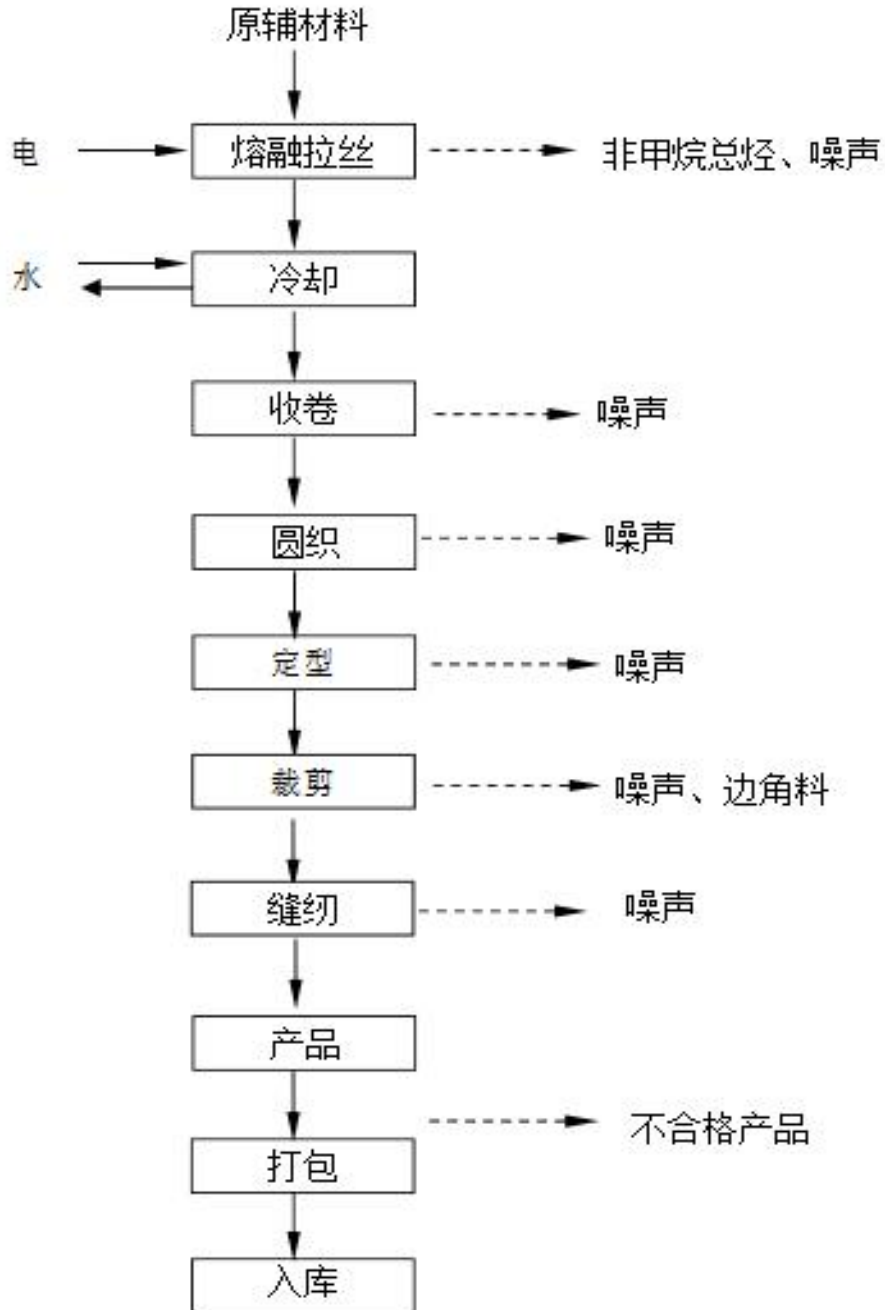 原辅材料
电
熔融拉丝
非甲烷总烃、噪声
水
冷却
收卷
噪声
圆织
噪声
定型
噪声
裁剪
噪声、边角料
缝纫
噪声
产品
不合格产品
打包
入库